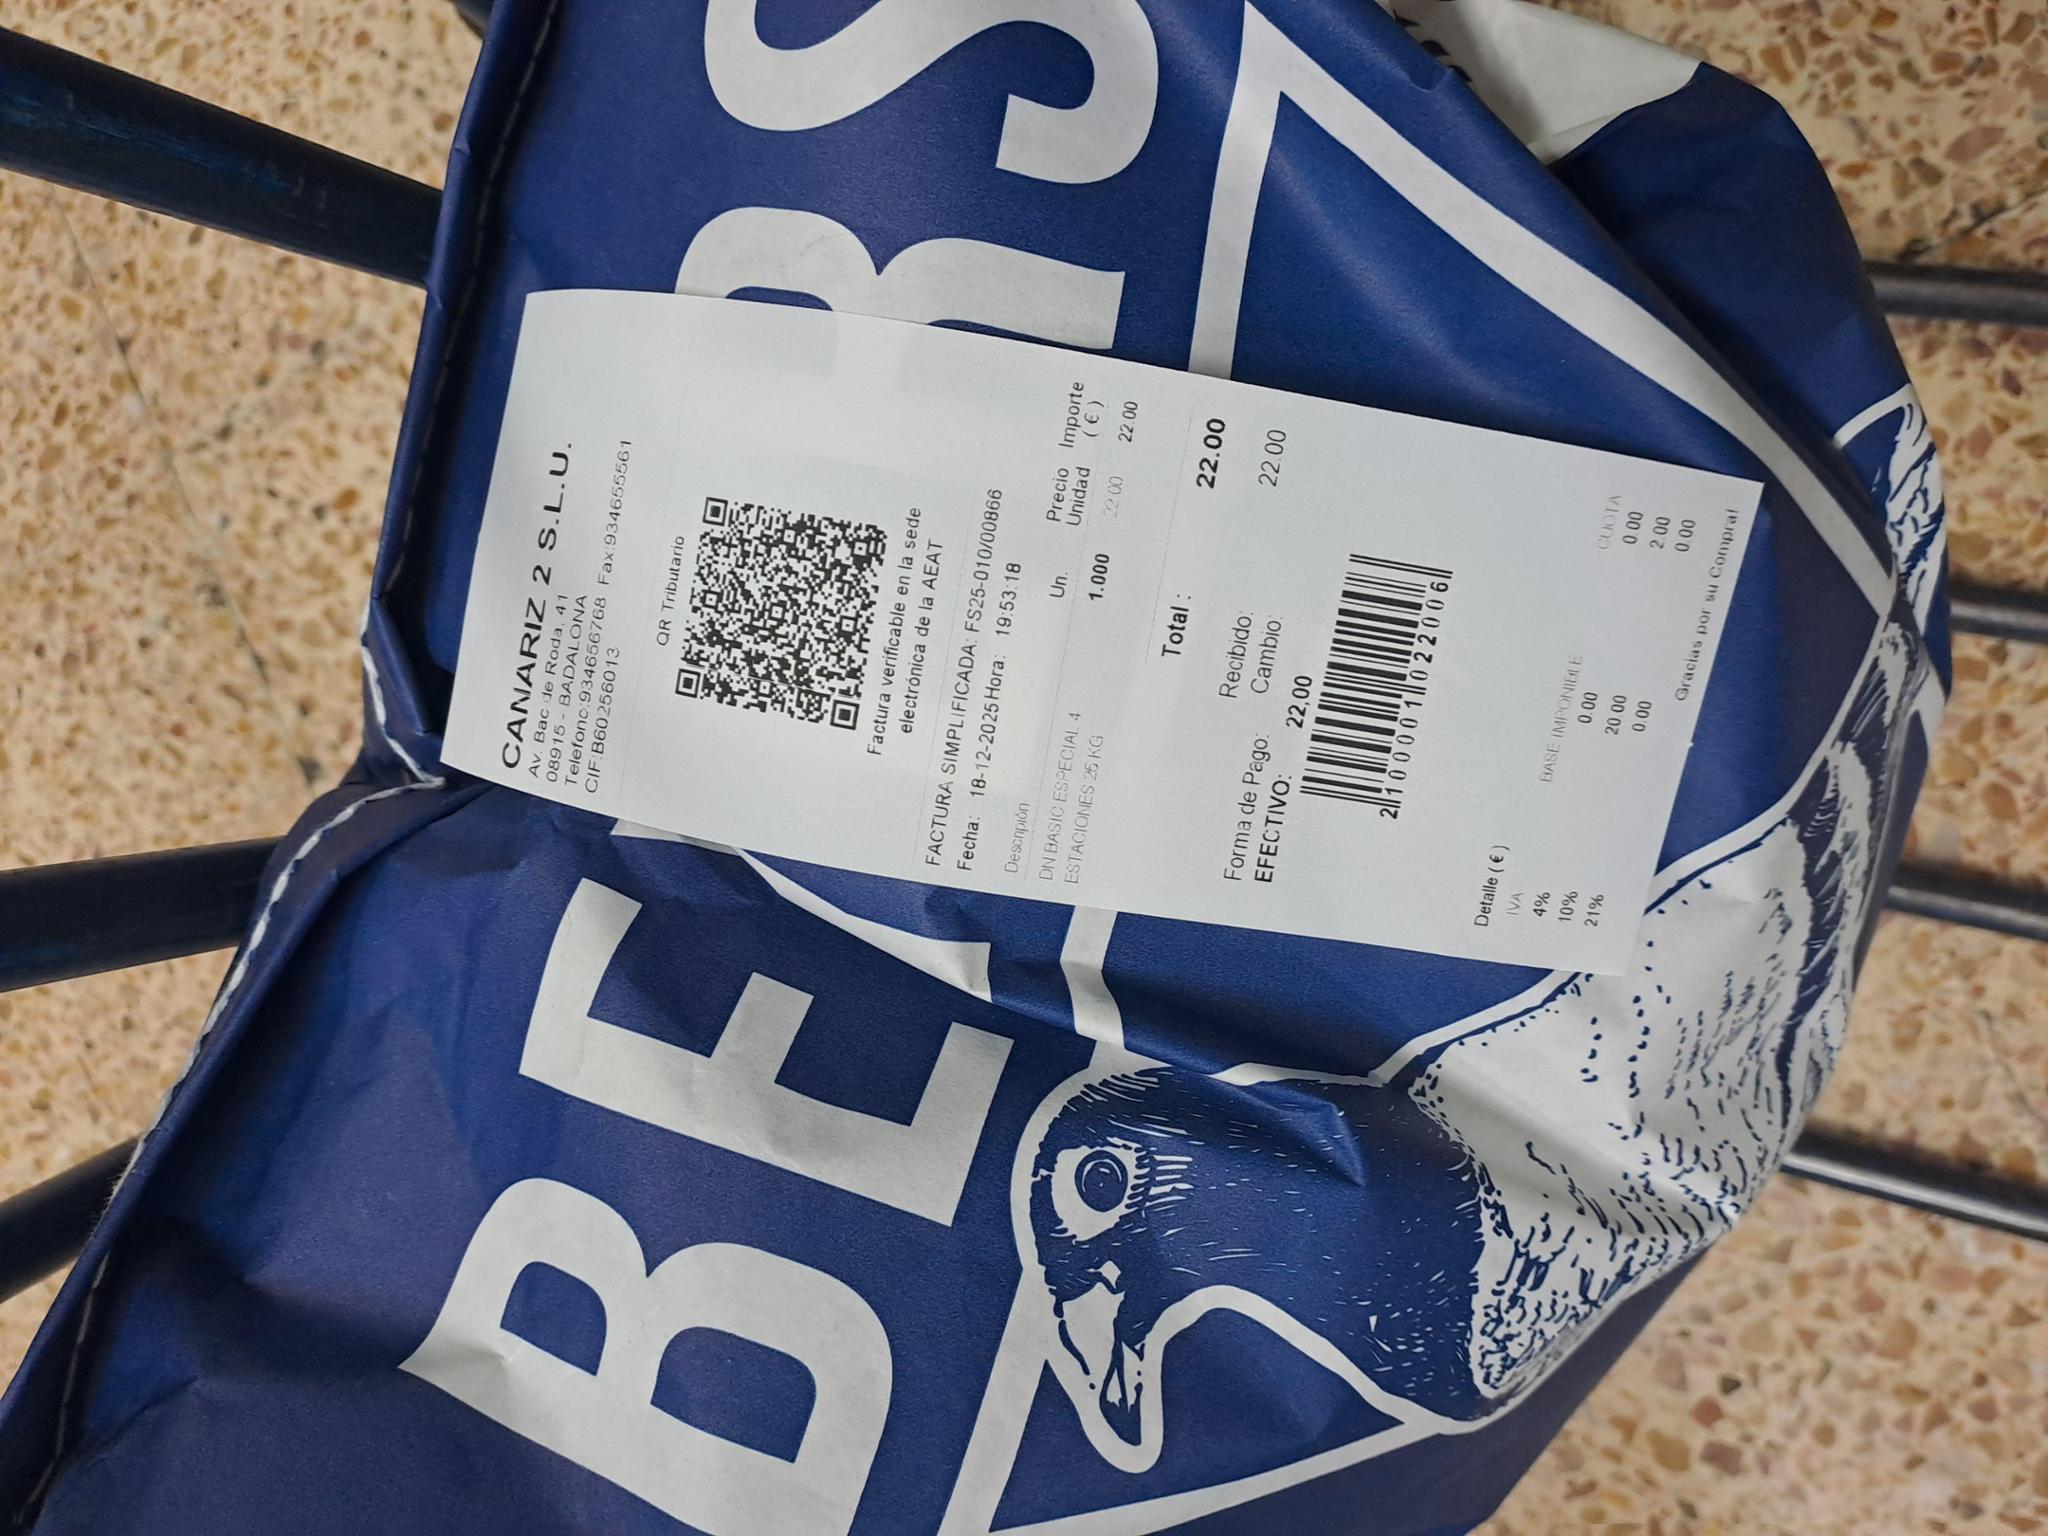 CANARIZ 2 S.L.U.
Av. Bac de Roda, 41
08915 - BADALONA
Telefono:934656768 Fax:9346555561
CIF:B60256013
QR Tributario
Factura verificable en la sede
electrónica de la AEAT
FACTURA SIMPLIFICADA: FS25-010/00866
Fecha: 18-12-2025 Hora: 19:53:18
Descripión Un. Precio Unidad Importe (€)
DN BASIC ESPECIAL 4
ESTACIONES 25 KG 1.000 22.00 22.00
Total : 22.00
Forma de Pago: Recibido: 22.00
EFECTIVO: 22,00 Cambio:
2100001022066
Detalle (€)
IVA BASE IMPONIBLE CUOTA
4% 0.00 0.00
10% 20.00 2.00
21% 0.00 0.00
Gracias por su Compra!